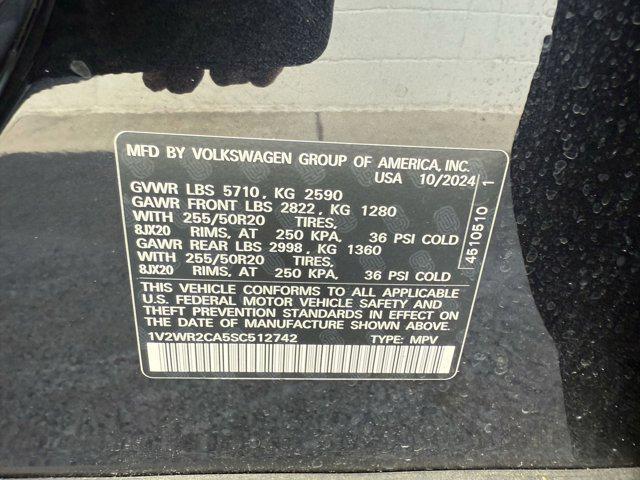 MFD BY VOLKSWAGEN GROUP OF AMERICA, INC.
USA 10/2024
GVWR LBS 5710, KG 2590
GAWR FRONT LBS 2822, KG 1280
WITH 255/50R20 TIRES,
8JX20 RIMS, AT 250 KPA, 36 PSI COLD
GAWR REAR LBS 2998, KG 1360
WITH 255/50R20 TIRES,
8JX20 RIMS, AT 250 KPA, 36 PSI COLD
THIS VEHICLE CONFORMS TO ALL APPLICABLE
U.S. FEDERAL MOTOR VEHICLE SAFETY AND
THEFT PREVENTION STANDARDS IN EFFECT ON THE
DATE OF MANUFACTURE SHOWN ABOVE.
1V2WR2CA5SC512742 TYPE: MPV
4510510 1